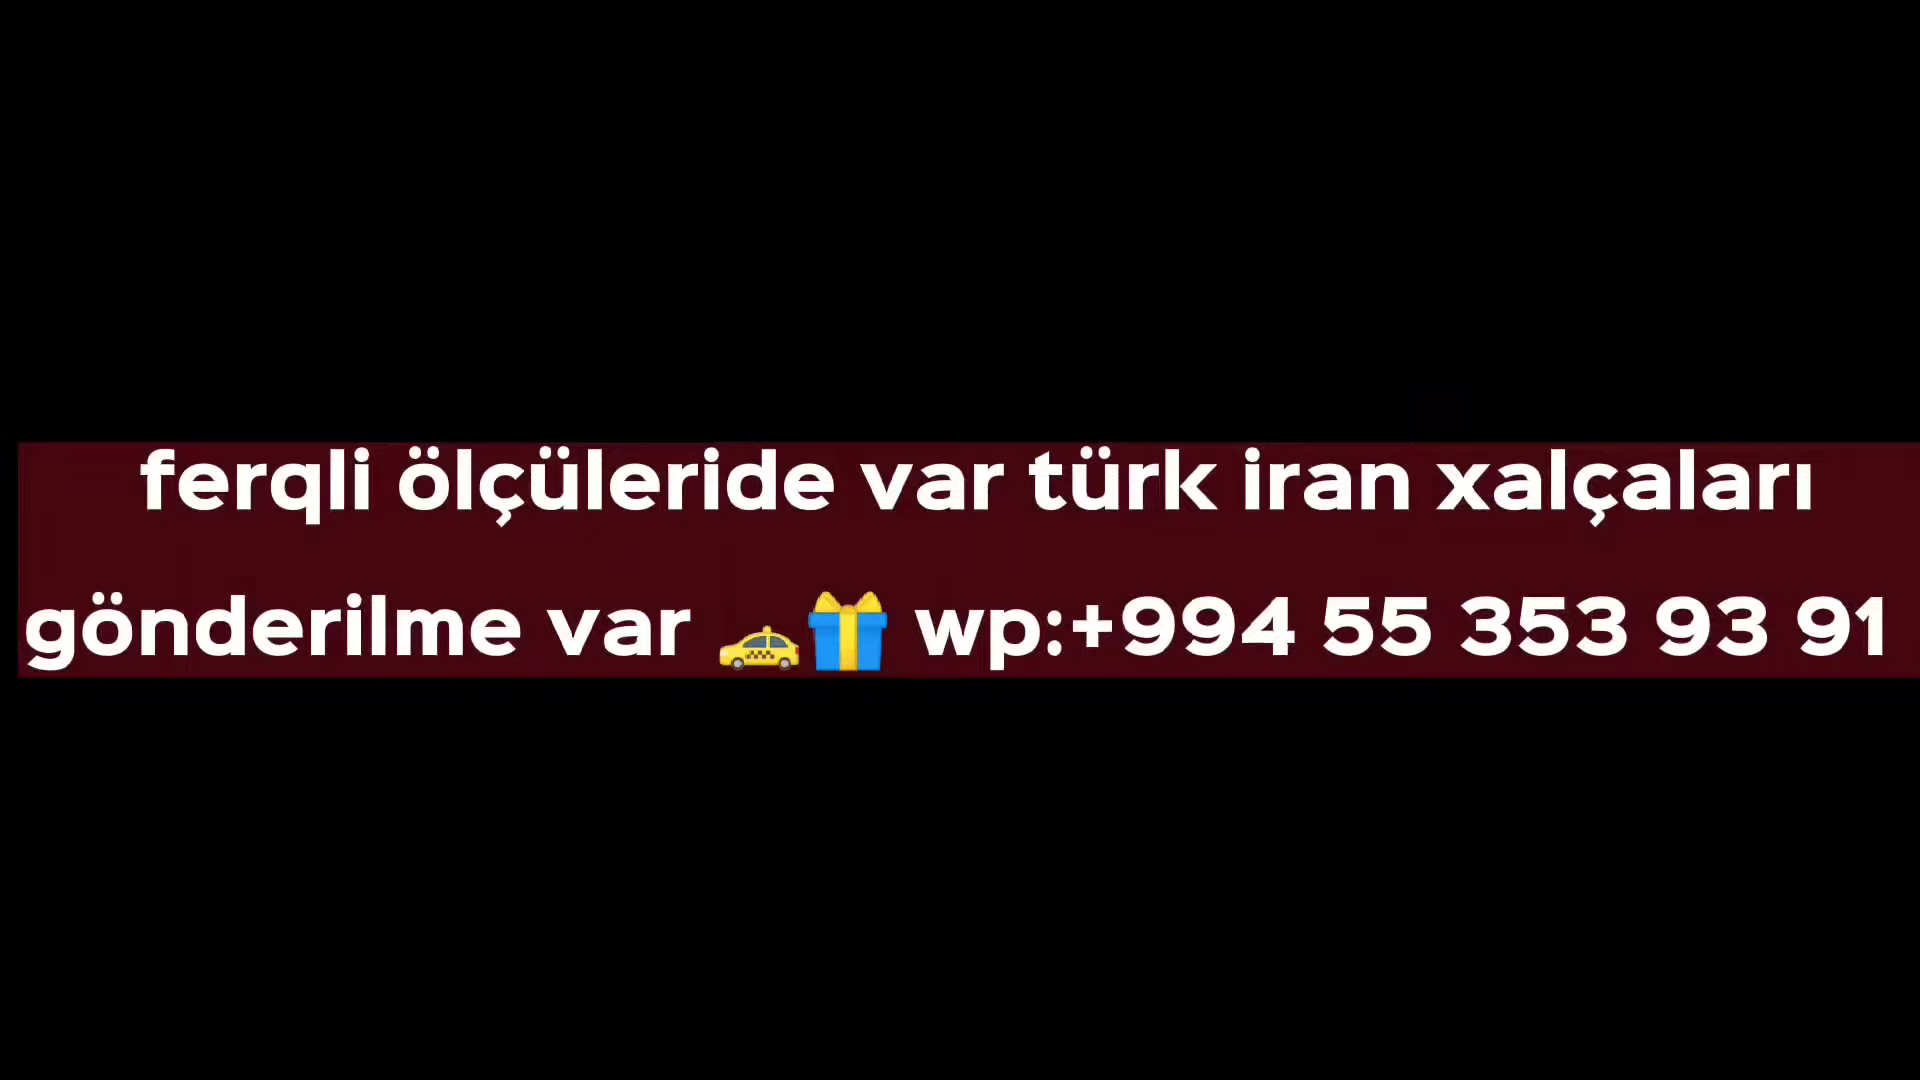 ferqli ölçüleride var türk iran xalçaları
gönderilme var 🚕🎁 wp:+994 55 353 93 91